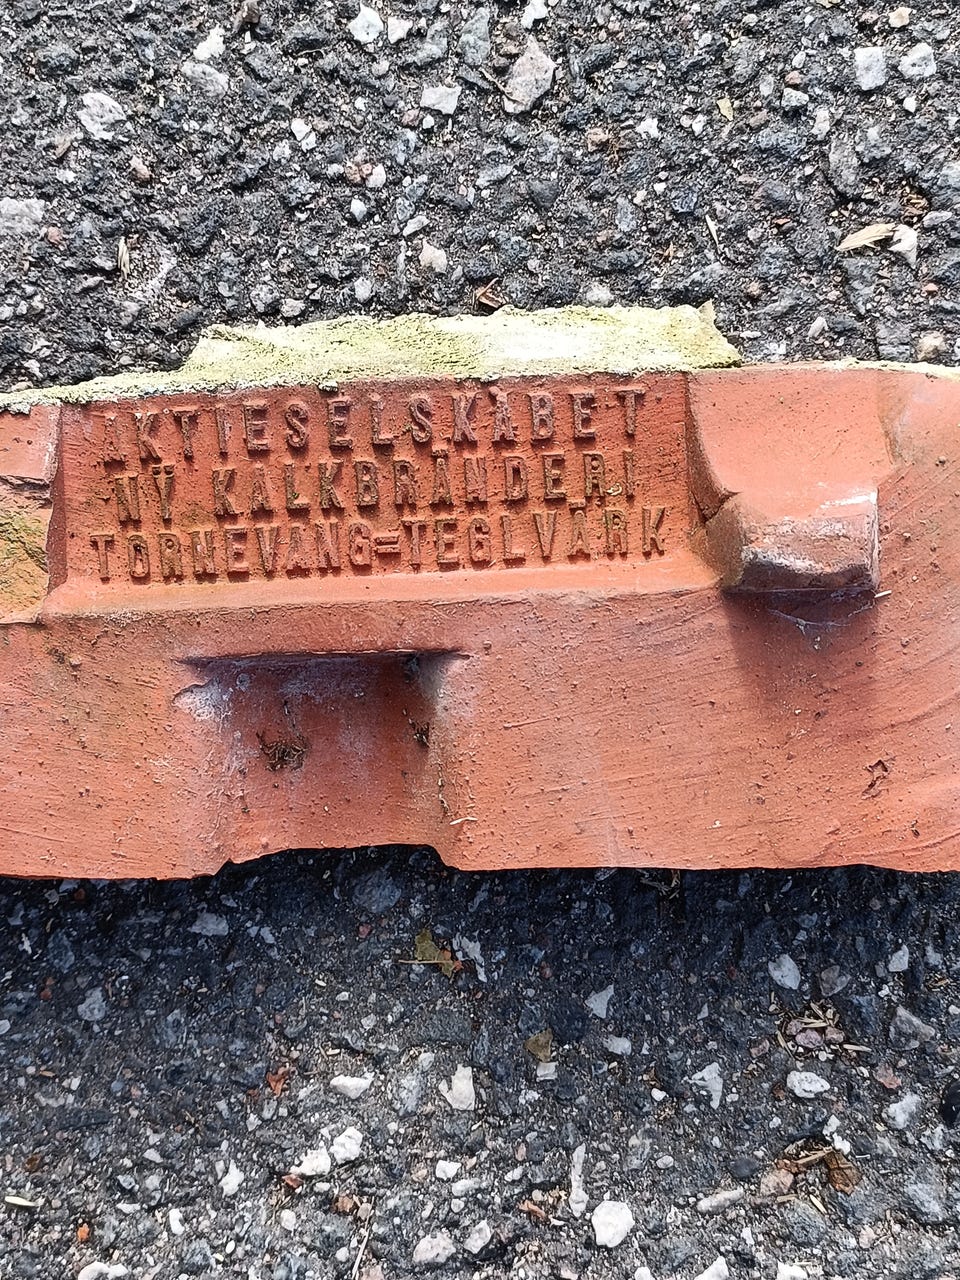 AKTIESELSKABET
NY KALKBRÄNDERI
TORNEVANG=TEGLVÄRK